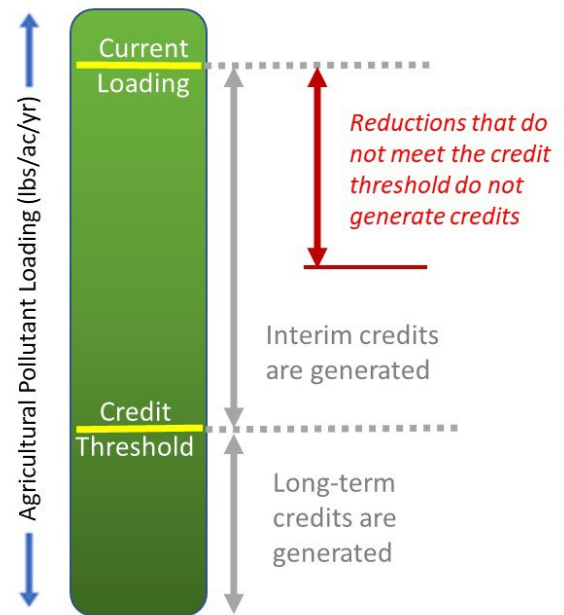 Agricultural Pollutant Loading (lbs/ac/yr)
Current
Loading
Reductions that do
not meet the credit
threshold do not
generate credits
Interim credits
are generated
Credit
Threshold
Long-term
credits are
generated